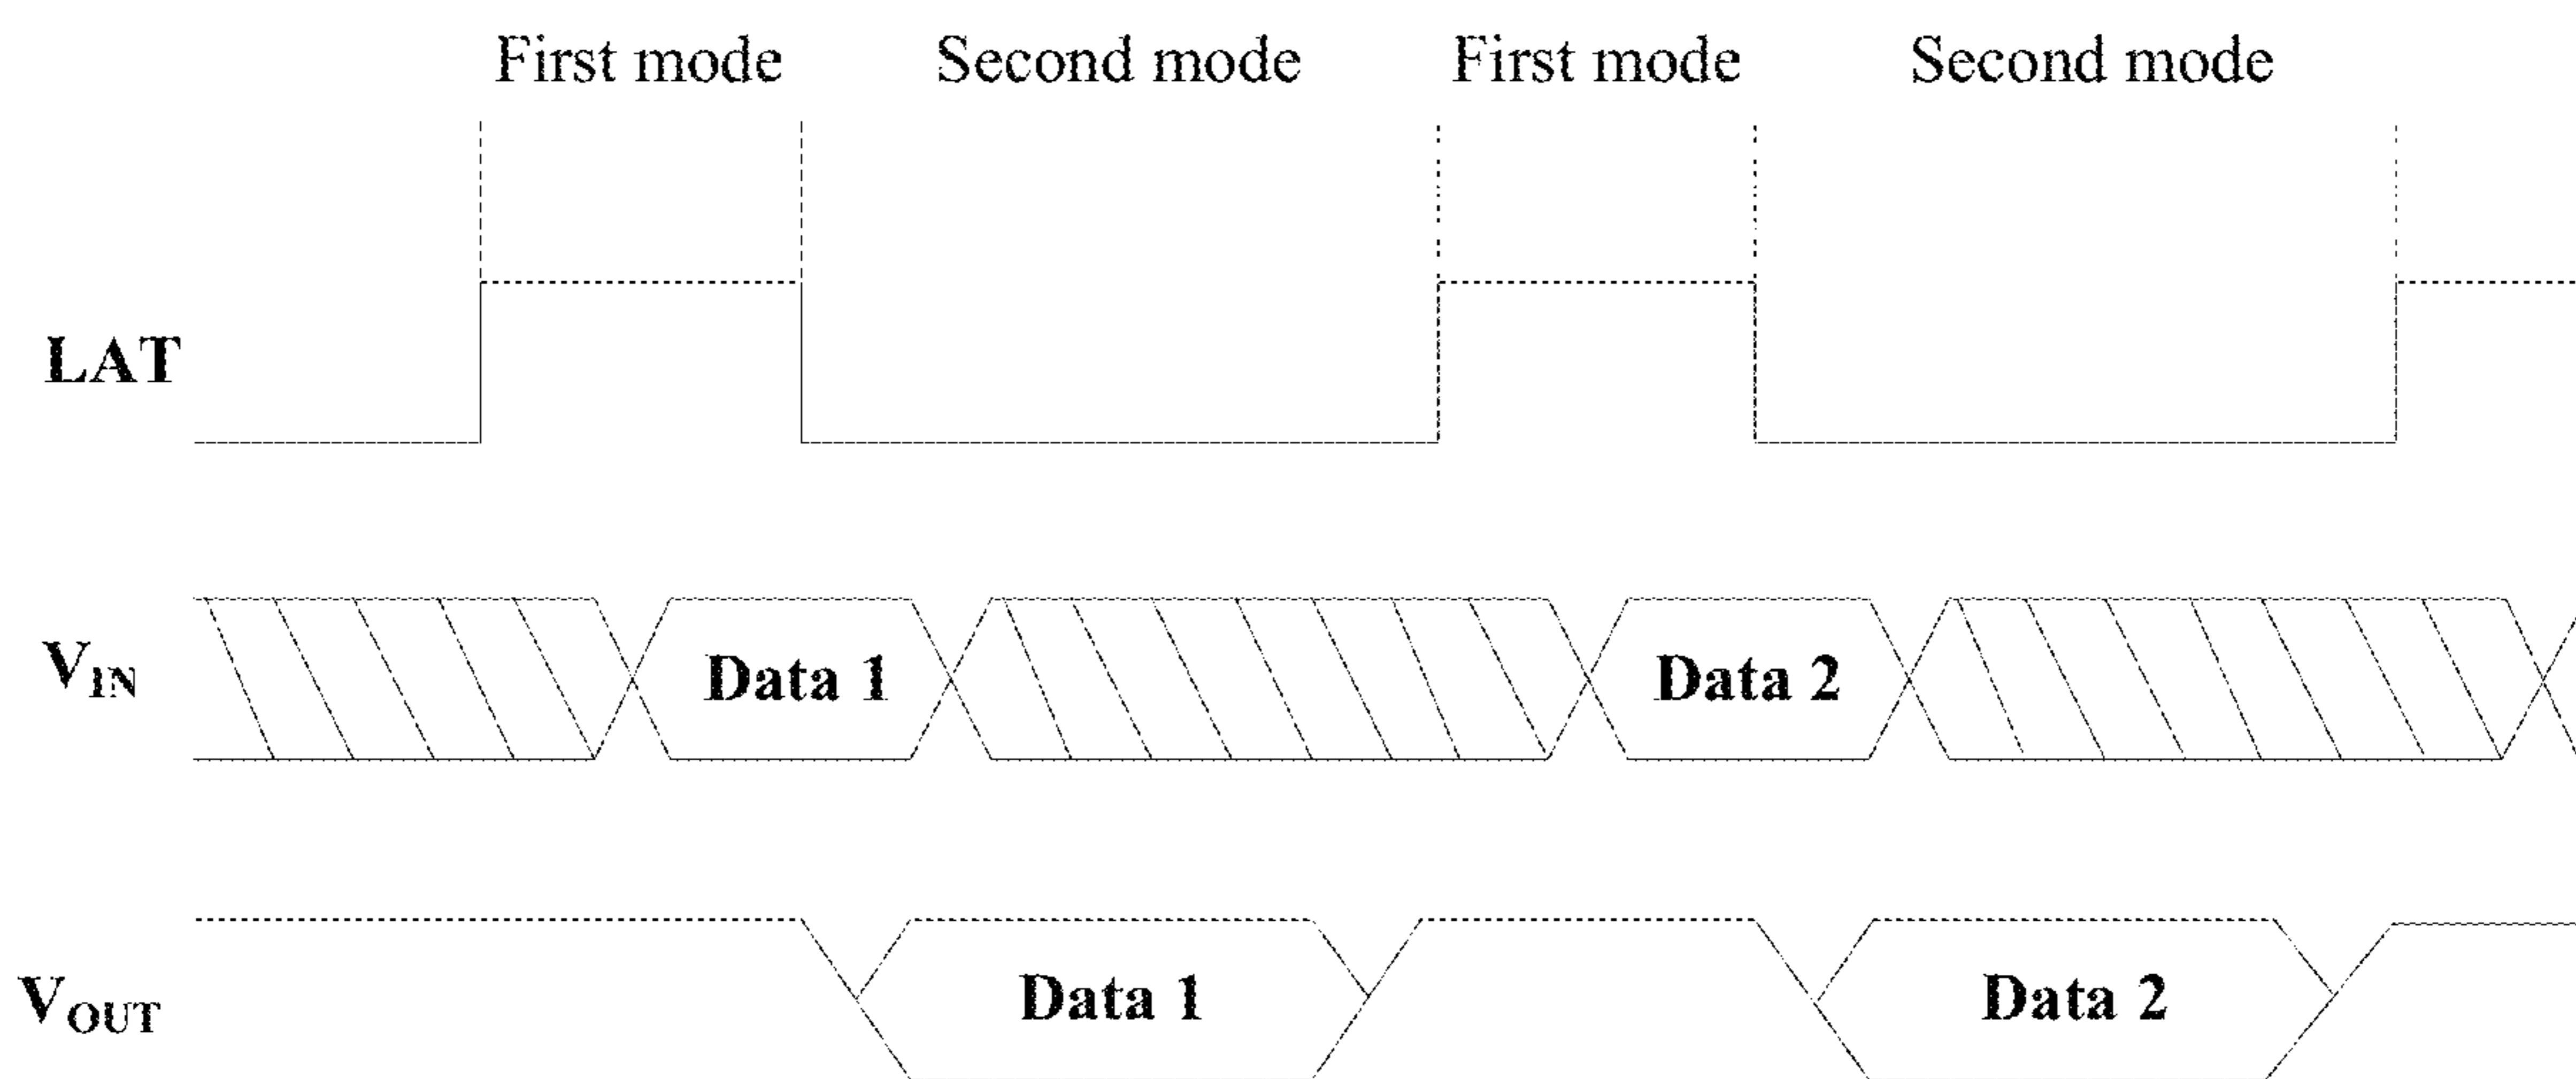 First mode Second mode First mode Second mode
LAT
VIN Data 1 Data 2
VOUT Data 1 Data 2